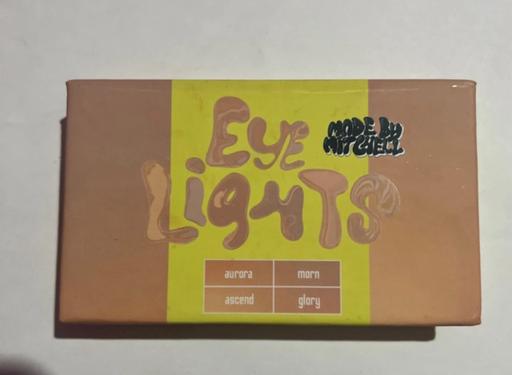 Eye
Lights
MADE BY
MITCHELL
aurora
morn
ascend
glory